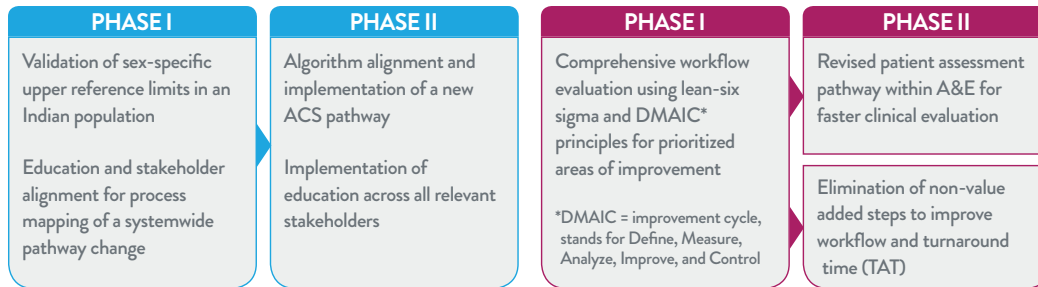 PHASE I
Validation of sex-specific
upper reference limits in an
Indian population
Education and stakeholder
alignment for process
mapping of a systemwide
pathway change
PHASE II
Algorithm alignment and
implementation of a new
ACS pathway
Implementation of
education across all relevant
stakeholders
PHASE I
Comprehensive workflow
evaluation using lean-six
sigma and DMAIC*
principles for prioritized
areas of improvement
*DMAIC = improvement cycle,
stands for Define, Measure,
Analyze, Improve, and Control
PHASE II
Revised patient assessment
pathway within A&E for
faster clinical evaluation
Elimination of non-value
added steps to improve
workflow and turnaround
time (TAT)